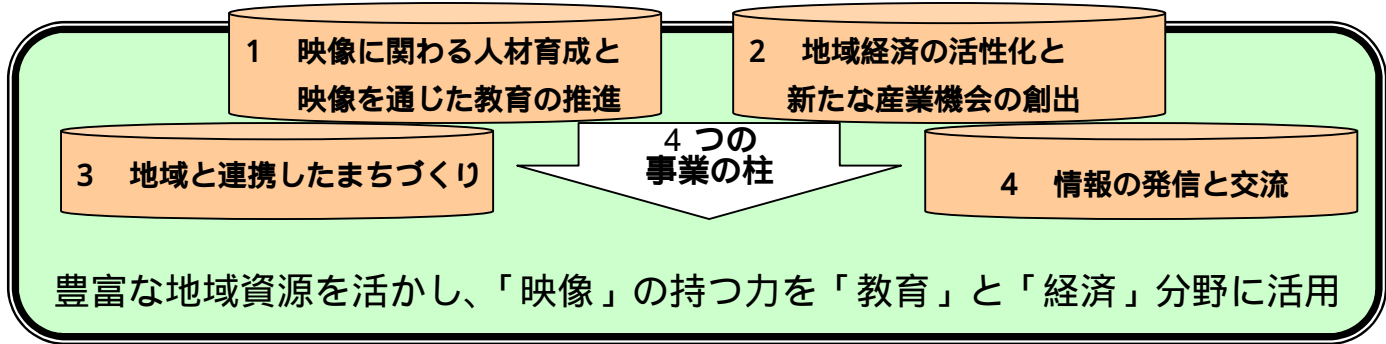 1 映像に関わる人材育成と
映像を通じた教育の推進
2 地域経済の活性化と
新たな産業機会の創出
3 地域と連携したまちづくり
4つの
事業の柱
4 情報の発信と交流
豊富な地域資源を活かし、「映像」の持つ力を「教育」と「経済」分野に活用